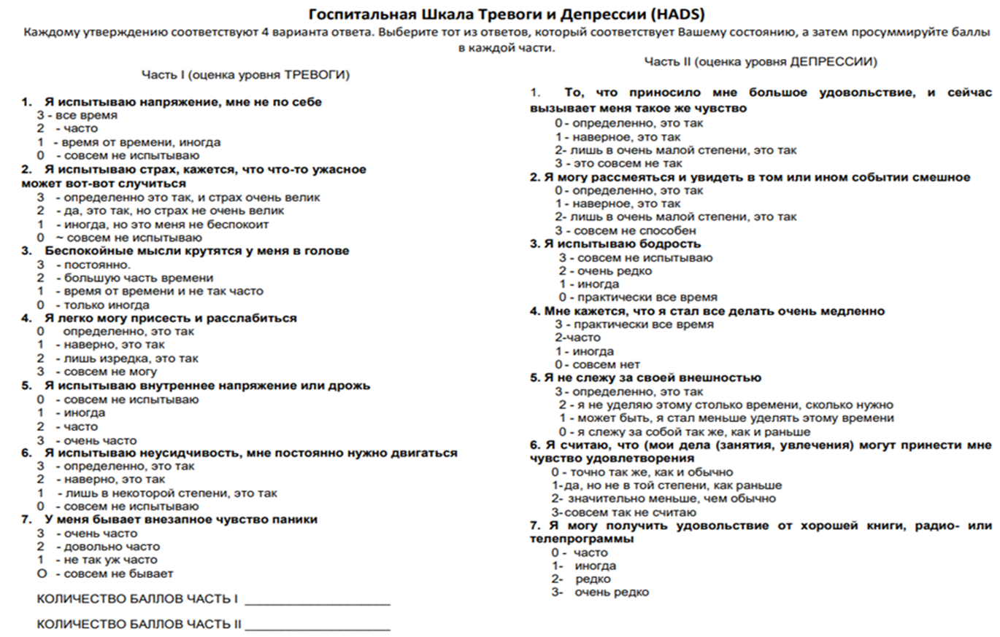 Госпитальная Шкала Тревоги и Депрессии (HADS)
Каждому утверждению соответствуют 4 варианта ответа. Выберите тот из ответов, который соответствует Вашему состоянию, а затем просуммируйте баллы
в каждой части.
Часть I (оценка уровня ТРЕВОГИ)
1. Я испытываю напряжение, мне не по себе
3 - все время
2 - часто
1 - время от времени, иногда
0 - совсем не испытываю
2. Я испытываю страх, кажется, что что-то ужасное
может вот-вот случиться
3 - определенно это так, и страх очень велик
2 - да, это так, но страх не очень велик
1 - иногда, но это меня не беспокоит
0 ~ совсем не испытываю
3. Беспокойные мысли крутятся у меня в голове
3 - постоянно.
2 - большую часть времени
1 - время от времени и не так часто
0 - только иногда
4. Я легко могу присесть и расслабиться
0 определенно, это так
1 - наверно, это так
2 - лишь изредка, это так
3 - совсем не могу
5. Я испытываю внутреннее напряжение или дрожь
0 - совсем не испытываю
1 - иногда
2 - часто
3 - очень часто
6. Я испытываю неусидчивость, мне постоянно нужно двигаться
3 - определенно, это так
2 - наверно, это так
1 - лишь в некоторой степени, это так
0 - совсем не испытываю
7. У меня бывает внезапное чувство паники
3 - очень часто
2 - довольно часто
1 - не так уж часто
О - совсем не бывает
КОЛИЧЕСТВО БАЛЛОВ ЧАСТЬ I ____________________
КОЛИЧЕСТВО БАЛЛОВ ЧАСТЬ II ____________________
Часть II (оценка уровня ДЕПРЕССИИ)
1. То, что приносило мне большое удовольствие, и сейчас
вызывает меня такое же чувство
0 - определенно, это так
1 - наверное, это так
2- лишь в очень малой степени, это так
3 - это совсем не так
2. Я могу рассмеяться и увидеть в том или ином событии смешное
0 - определенно, это так
1 - наверное, это так
2- лишь в очень малой степени, это так
3 - совсем не способен
3. Я испытываю бодрость
3 - совсем не испытываю
2 - очень редко
1 - иногда
0 - практически все время
4. Мне кажется, что я стал все делать очень медленно
3 - практически все время
2-часто
1 - иногда
0 - совсем нет
5. Я не слежу за своей внешностью
3 - определенно, это так
2 - я не уделяю этому столько времени, сколько нужно
1 - может быть, я стал меньше уделять этому времени
0 - я слежу за собой так же, как и раньше
6. Я считаю, что (мои дела (занятия, увлечения) могут принести мне
чувство удовлетворения
0 - точно так же, как и обычно
1-да, но не в той степени, как раньше
2- значительно меньше, чем обычно
3-совсем так не считаю
7. Я могу получить удовольствие от хорошей книги, радио- или
телепрограммы
0 - часто
1- иногда
2- редко
3- очень редко